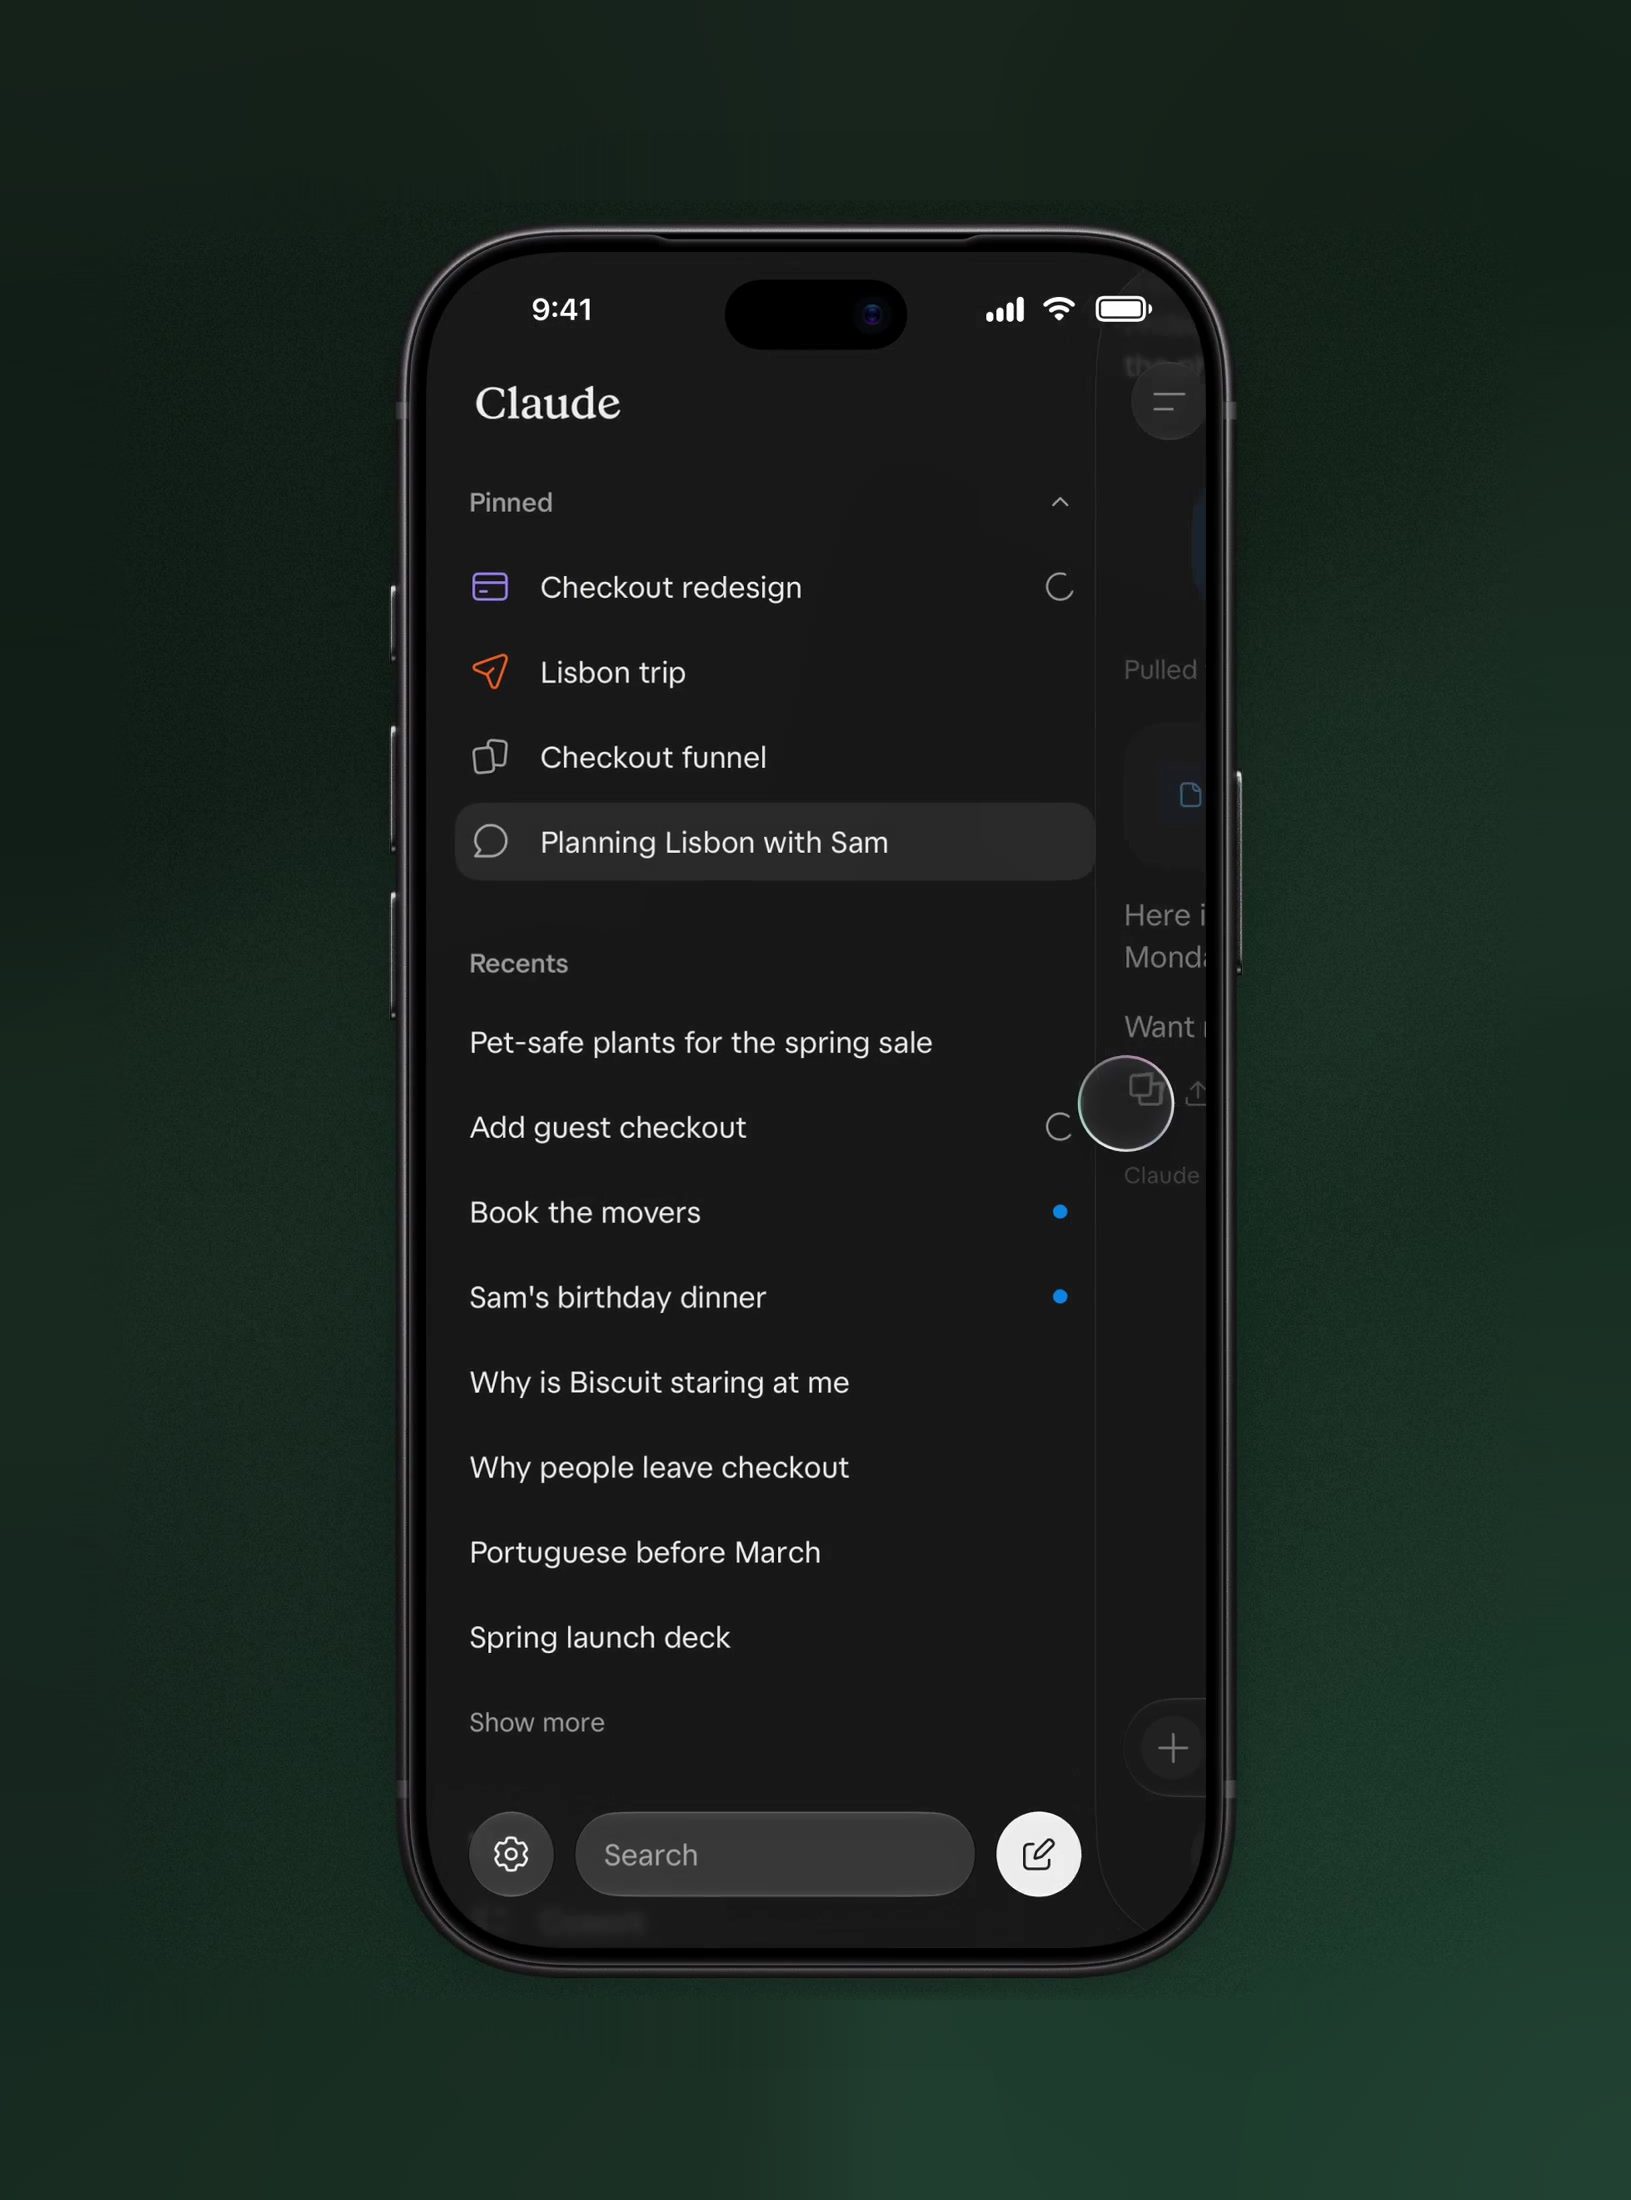 9:41
Claude
Pinned
Checkout redesign
Lisbon trip
Checkout funnel
Planning Lisbon with Sam
Recents
Pet-safe plants for the spring sale
Add guest checkout
Book the movers
Sam's birthday dinner
Why is Biscuit staring at me
Why people leave checkout
Portuguese before March
Spring launch deck
Show more
Search
Pulled
Here
Want
Claude